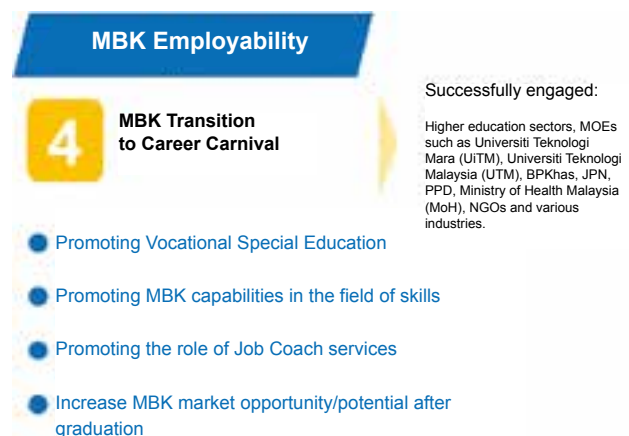 MBK Employability
4
MBK Transition
to Career Carnival
Successfully engaged:
Higher education sectors, MOEs
such as Universiti Teknologi
Mara (UiTM), Universiti Teknologi
Malaysia (UTM), BPKhas, JPN,
PPD, Ministry of Health Malaysia
(MoH), NGOs and various
industries.
Promoting Vocational Special Education
Promoting MBK capabilities in the field of skills
Promoting the role of Job Coach services
Increase MBK market opportunity/potential after
graduation